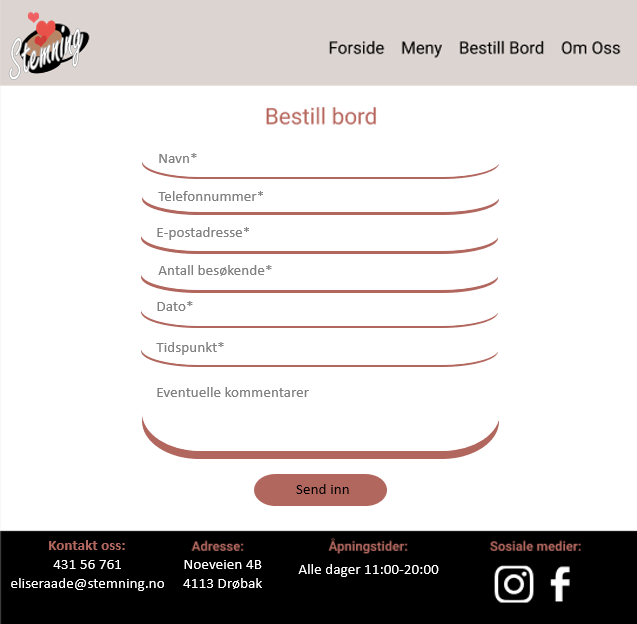 Stemning
Forside Meny Bestill Bord Om Oss
Bestill bord
Navn*
Telefonnummer*
E-postadresse*
Antall besøkende*
Dato*
Tidspunkt*
Eventuelle kommentarer
Send inn
Kontakt oss:
431 56 761
eliseraade@stemning.no
Adresse:
Noeveien 4B
4113 Drøbak
Åpningstider:
Alle dager 11:00-20:00
Sosiale medier: